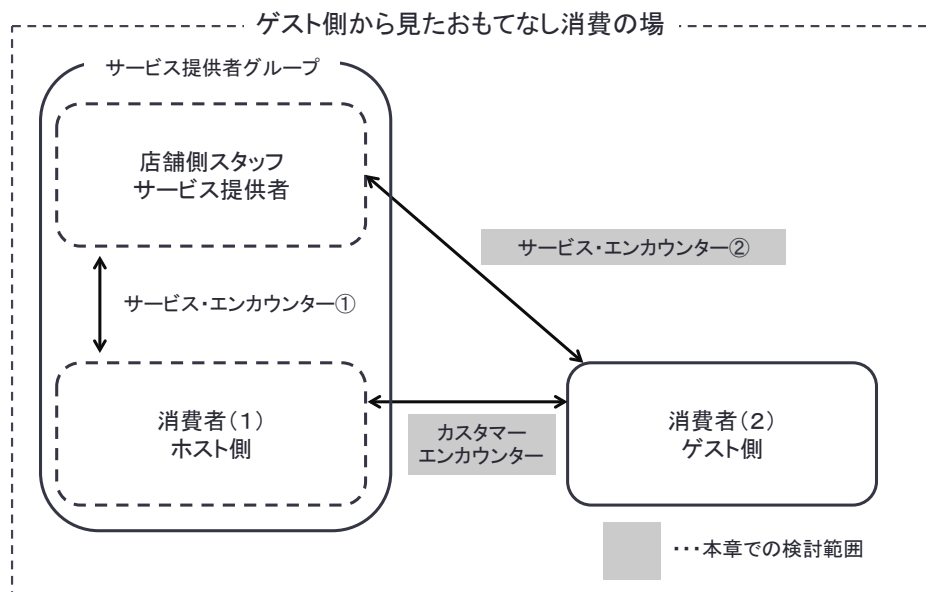 ゲスト側から見たおもてなし消費の場
サービス提供者グループ
店舗側スタッフ
サービス提供者
サービス・エンカウンター②
サービス・エンカウンター①
消費者(1)
ホスト側
カスタマー
エンカウンター
消費者(2)
ゲスト側
・・・本章での検討範囲